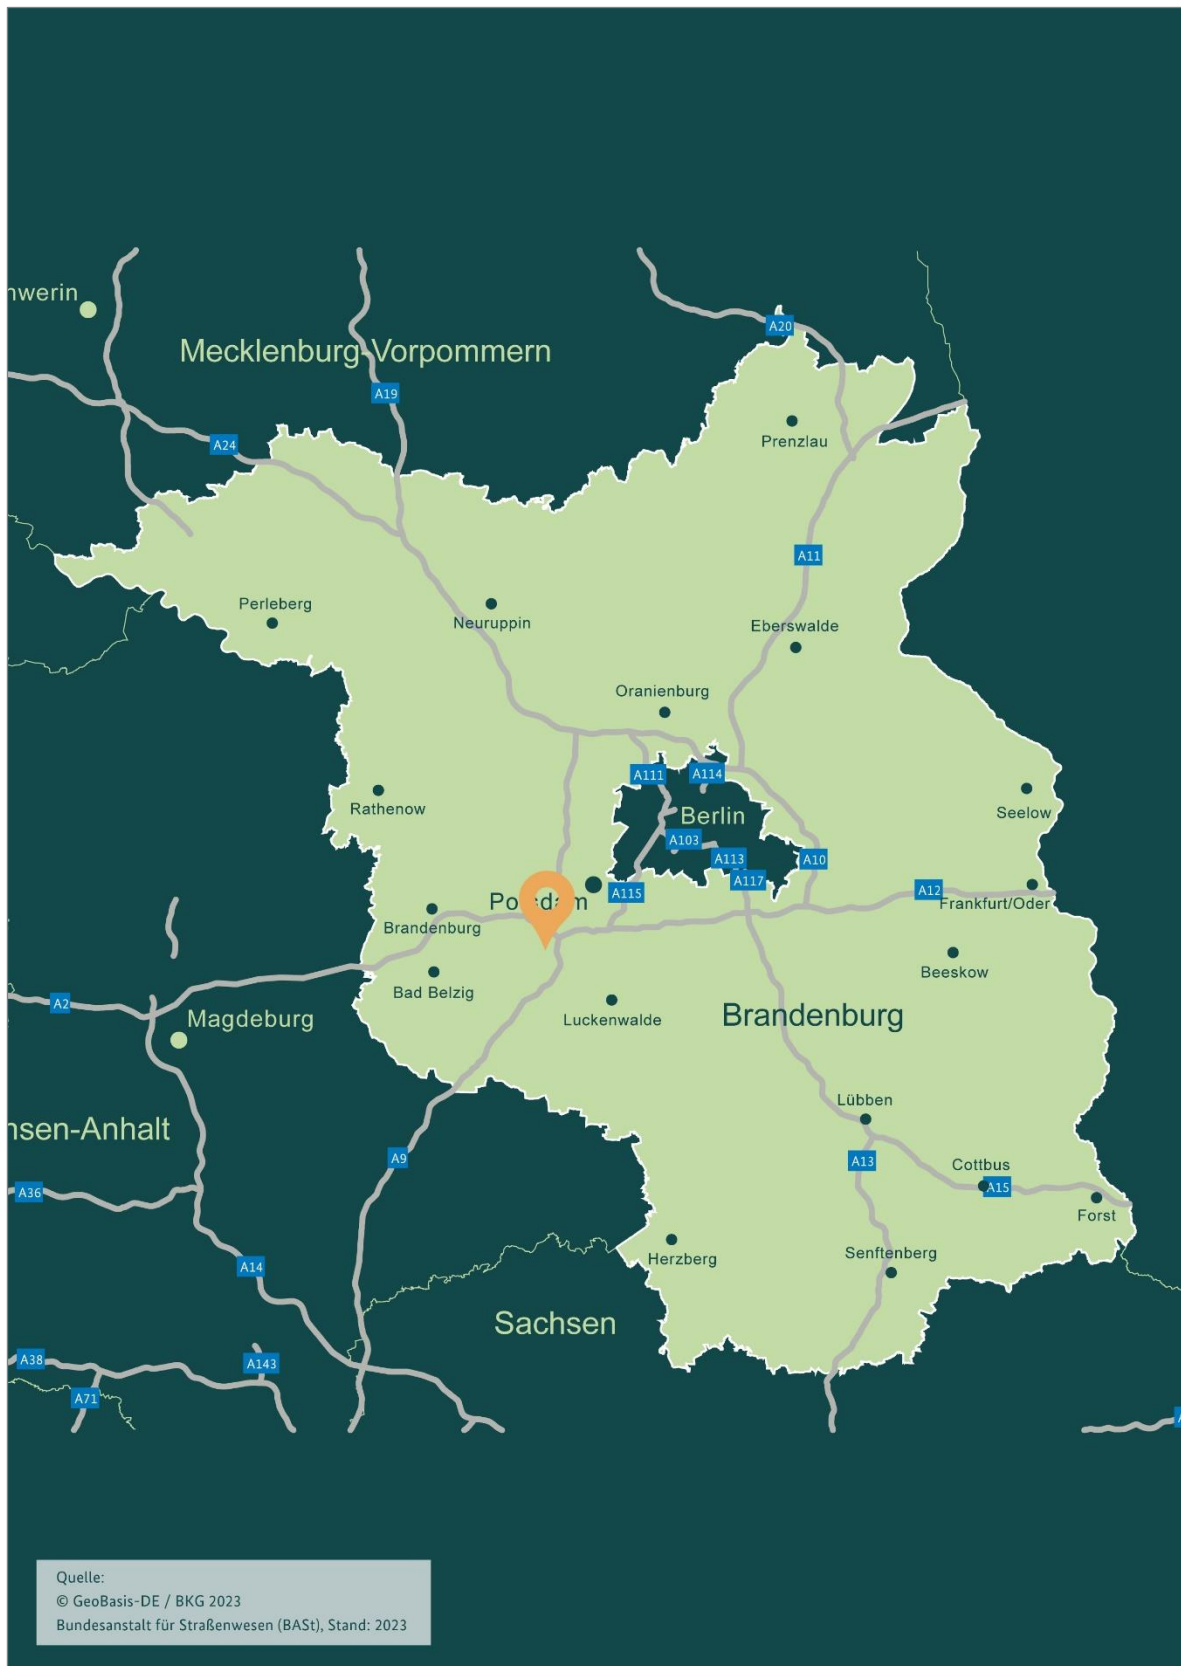 hwerin
Mecklenburg-Vorpommern
A20
A19
A24
Prenzlau
A11
Perleberg
Neuruppin
Eberswalde
Oranienburg
A111
A114
Rathenow
Berlin
Seelow
A103
A113
A10
A117
A115
A12
Potsdam
Frankfurt/Oder
Brandenburg
Beeskow
Bad Belzig
A2
Luckenwalde
Brandenburg
Magdeburg
Lübben
hsen-Anhalt
A9
A13
Cottbus
A36
A15
Forst
Herzberg
Senftenberg
A14
Sachsen
A38
A143
A71
Quelle:
© GeoBasis-DE / BKG 2023
Bundesanstalt für Straßenwesen (BASt), Stand: 2023